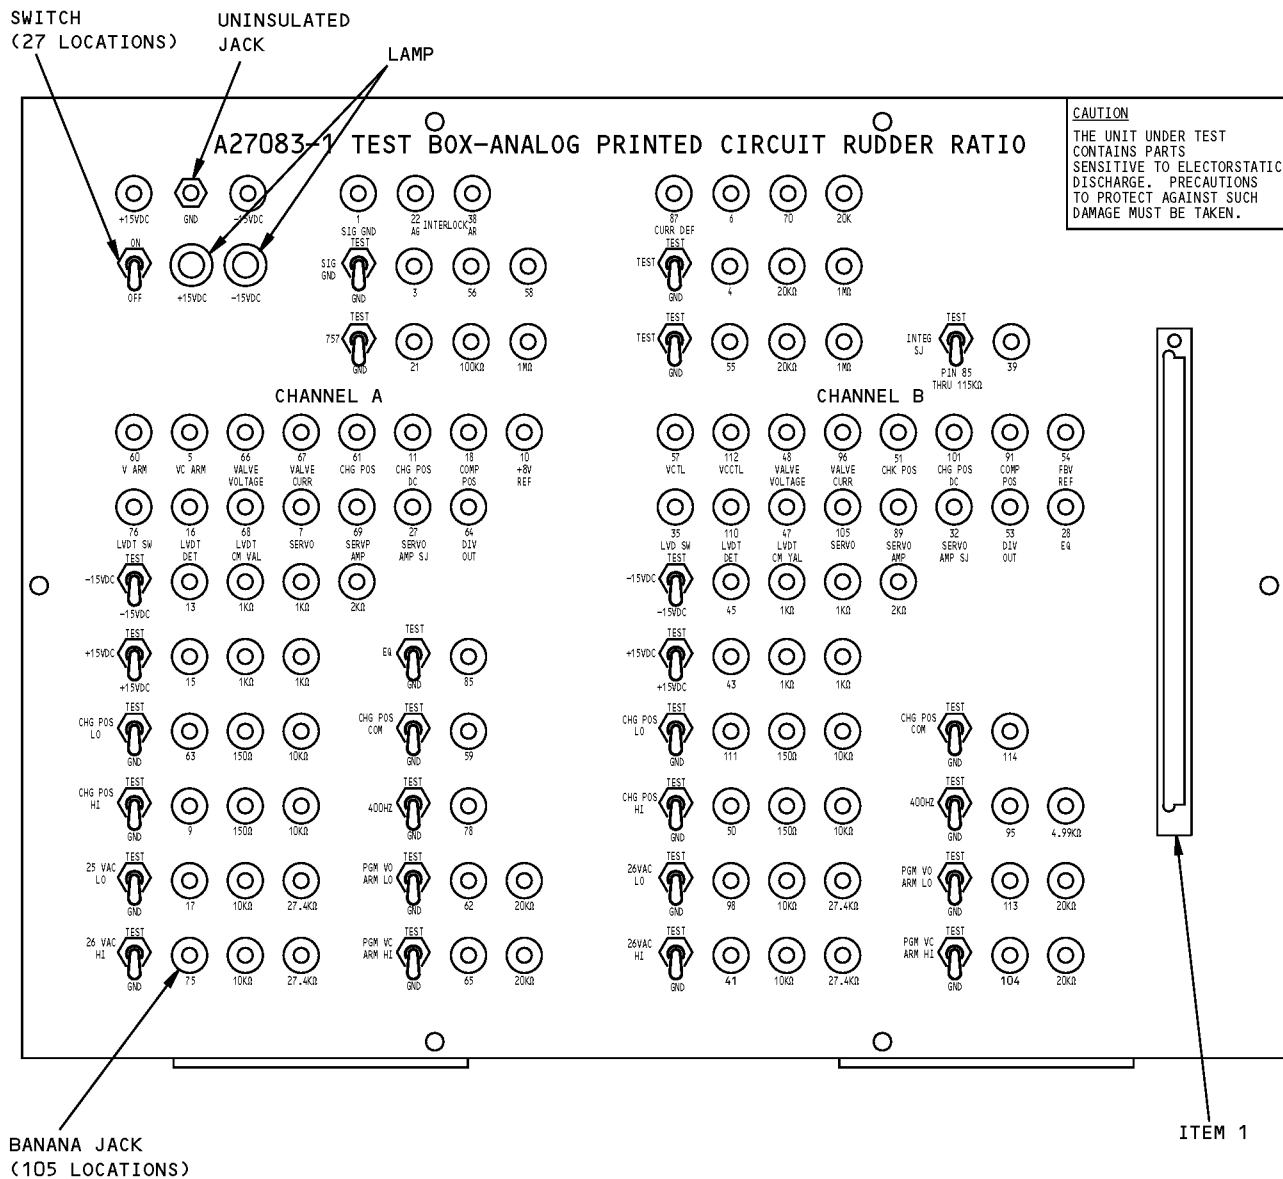 SWITCH
(27 LOCATIONS)
UNINSULATED
JACK
LAMP
A27083-1 TEST BOX-ANALOG PRINTED CIRCUIT RUDDER RATIO
CAUTION
THE UNIT UNDER TEST
CONTAINS PARTS
SENSITIVE TO ELECTORSTATIC
DISCHARGE. PRECAUTIONS
TO PROTECT AGAINST SUCH
DAMAGE MUST BE TAKEN.
+15VDC GND -15VDC 1 22 38 87 6 70 20K
SIG GND AG INTERLOCK AR CURR DEF
ON TEST TEST
SIG GND 3 56 58 TEST 4 20KΩ 1MΩ
OFF +15VDC -15VDC GND GND
TEST TEST TEST
757 21 100KΩ 1MΩ TEST 55 20KΩ 1MΩ INTEG SJ 39
GND GND PIN 85
THRU 115KΩ
CHANNEL A CHANNEL B
60 5 66 67 61 11 18 10 57 112 48 96 51 101 91 54
V ARM VC ARM VALVE VALVE CHG POS CHG POS COMP +8V VCTL VCCTL VALVE VALVE CHK POS CHG POS COMP FBV
VOLTAGE CURR DC POS REF VOLTAGE CURR DC POS REF
76 16 68 7 69 27 64 35 110 47 105 89 32 53 28
LVDT SW LVDT LVDT SERVO SERVP SERVO DIV LVD SW LVDT LVDT SERVO SERVO SERVO DIV EQ
DET CM VAL AMP AMP SJ OUT DET CM YAL AMP AMP SJ OUT
TEST TEST
-15VDC 13 1KΩ 1KΩ 2KΩ -15VDC 45 1KΩ 1KΩ 2KΩ
-15VDC -15VDC
TEST TEST TEST
+15VDC 15 1KΩ 1KΩ EQ 85 +15VDC 43 1KΩ 1KΩ
+15VDC GND +15VDC
TEST TEST TEST TEST
CHG POS LO 63 150Ω 10KΩ CHG POS COM 59 CHG POS LO 111 150Ω 10KΩ CHG POS COM 114
GND GND GND GND
TEST TEST TEST TEST
CHG POS HI 9 150Ω 10KΩ 400HZ 78 CHG POS HI 50 150Ω 10KΩ 400HZ 95 4.99KΩ
GND GND GND GND
TEST TEST TEST TEST
25 VAC LO 17 10KΩ 27.4KΩ PGM VO ARM LO 62 20KΩ 26VAC LO 98 10KΩ 27.4KΩ PGM VO ARM LO 113 20KΩ
GND GND GND GND
TEST TEST TEST TEST
26 VAC HI 75 10KΩ 27.4KΩ PGM VC ARM HI 65 20KΩ 26VAC HI 41 10KΩ 27.4KΩ PGM VC ARM HI 104 20KΩ
GND GND GND GND
BANANA JACK
(105 LOCATIONS)
ITEM 1